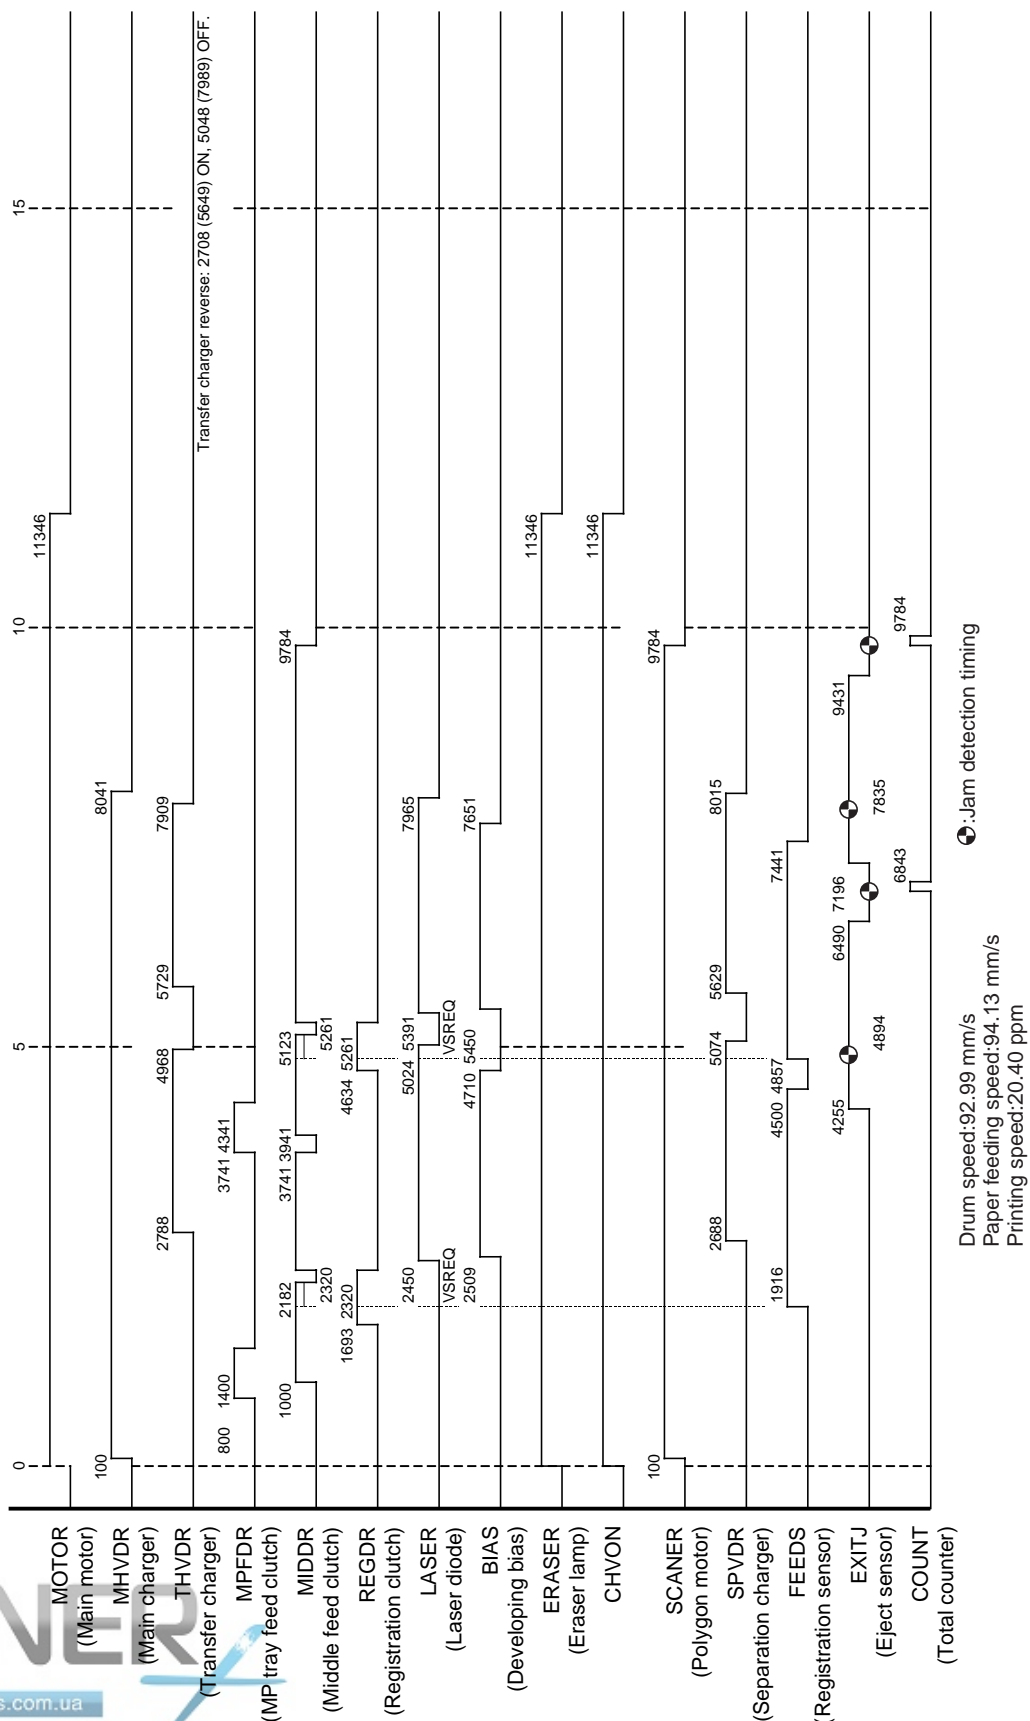 0 5 10 15
MOTOR
(Main motor)
11346
MHVDR
(Main charger)
100 8041
THVDR
(Transfer charger)
2788 4968 5729 7909
Transfer charger reverse: 2708 (5649) ON, 5048 (7989) OFF.
MPFDR
(MP tray feed clutch)
800 1400 3741 4341
MIDDR
(Middle feed clutch)
1000 2182 2320 3741 3941 5123 5261 9784
REGDR
(Registration clutch)
1693 2320 4634 5261
LASER
(Laser diode)
2450 5024 5391 7965
VSREQ VSREQ
BIAS
(Developing bias)
2509 4710 5450 7651
ERASER
(Eraser lamp)
11346
CHVON
11346
SCANER
(Polygon motor)
100 9784
SPVDR
(Separation charger)
2688 5074 5629 8015
FEEDS
(Registration sensor)
1916 4500 4857 7441
EXITJ
(Eject sensor)
4255 4894 6490 7196 7835 9431
COUNT
(Total counter)
6843 9784
Drum speed:92.99 mm/s
Paper feeding speed:94.13 mm/s
Printing speed:20.40 ppm
:Jam detection timing
NER
s.com.ua